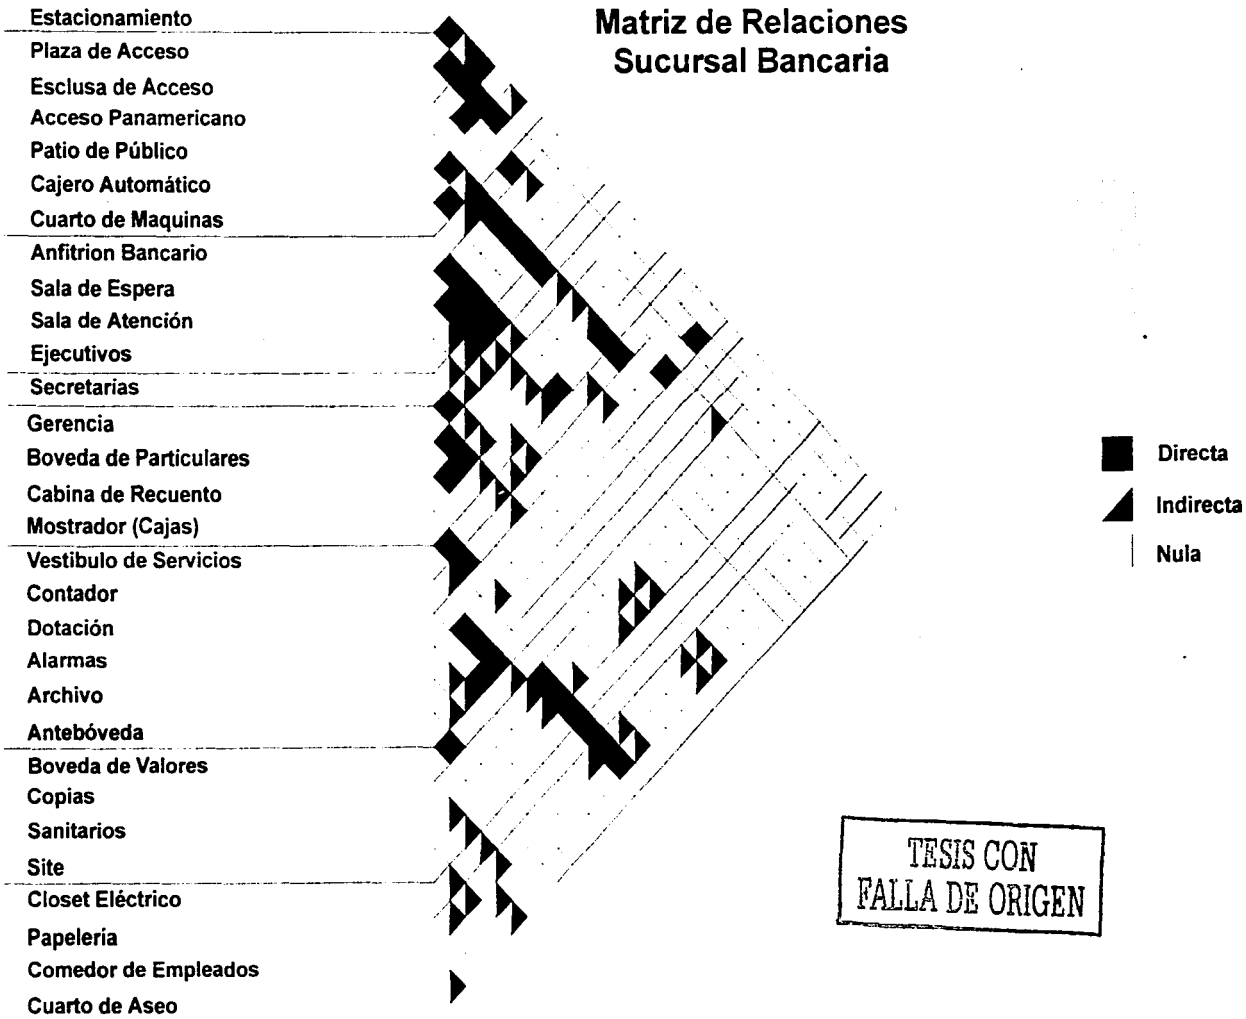 Matriz de Relaciones
Sucursal Bancaria
Estacionamiento
Plaza de Acceso
Esclusa de Acceso
Acceso Panamericano
Patio de Público
Cajero Automático
Cuarto de Maquinas
Anfitrion Bancario
Sala de Espera
Sala de Atención
Ejecutivos
Secretarías
Gerencia
Boveda de Particulares
Cabina de Recuento
Mostrador (Cajas)
Vestibulo de Servicios
Contador
Dotación
Alarmas
Archivo
Antebóveda
Boveda de Valores
Copias
Sanitarios
Site
Closet Eléctrico
Papelería
Comedor de Empleados
Cuarto de Aseo
Directa
Indirecta
Nula
TESIS CON
FALLA DE ORIGEN